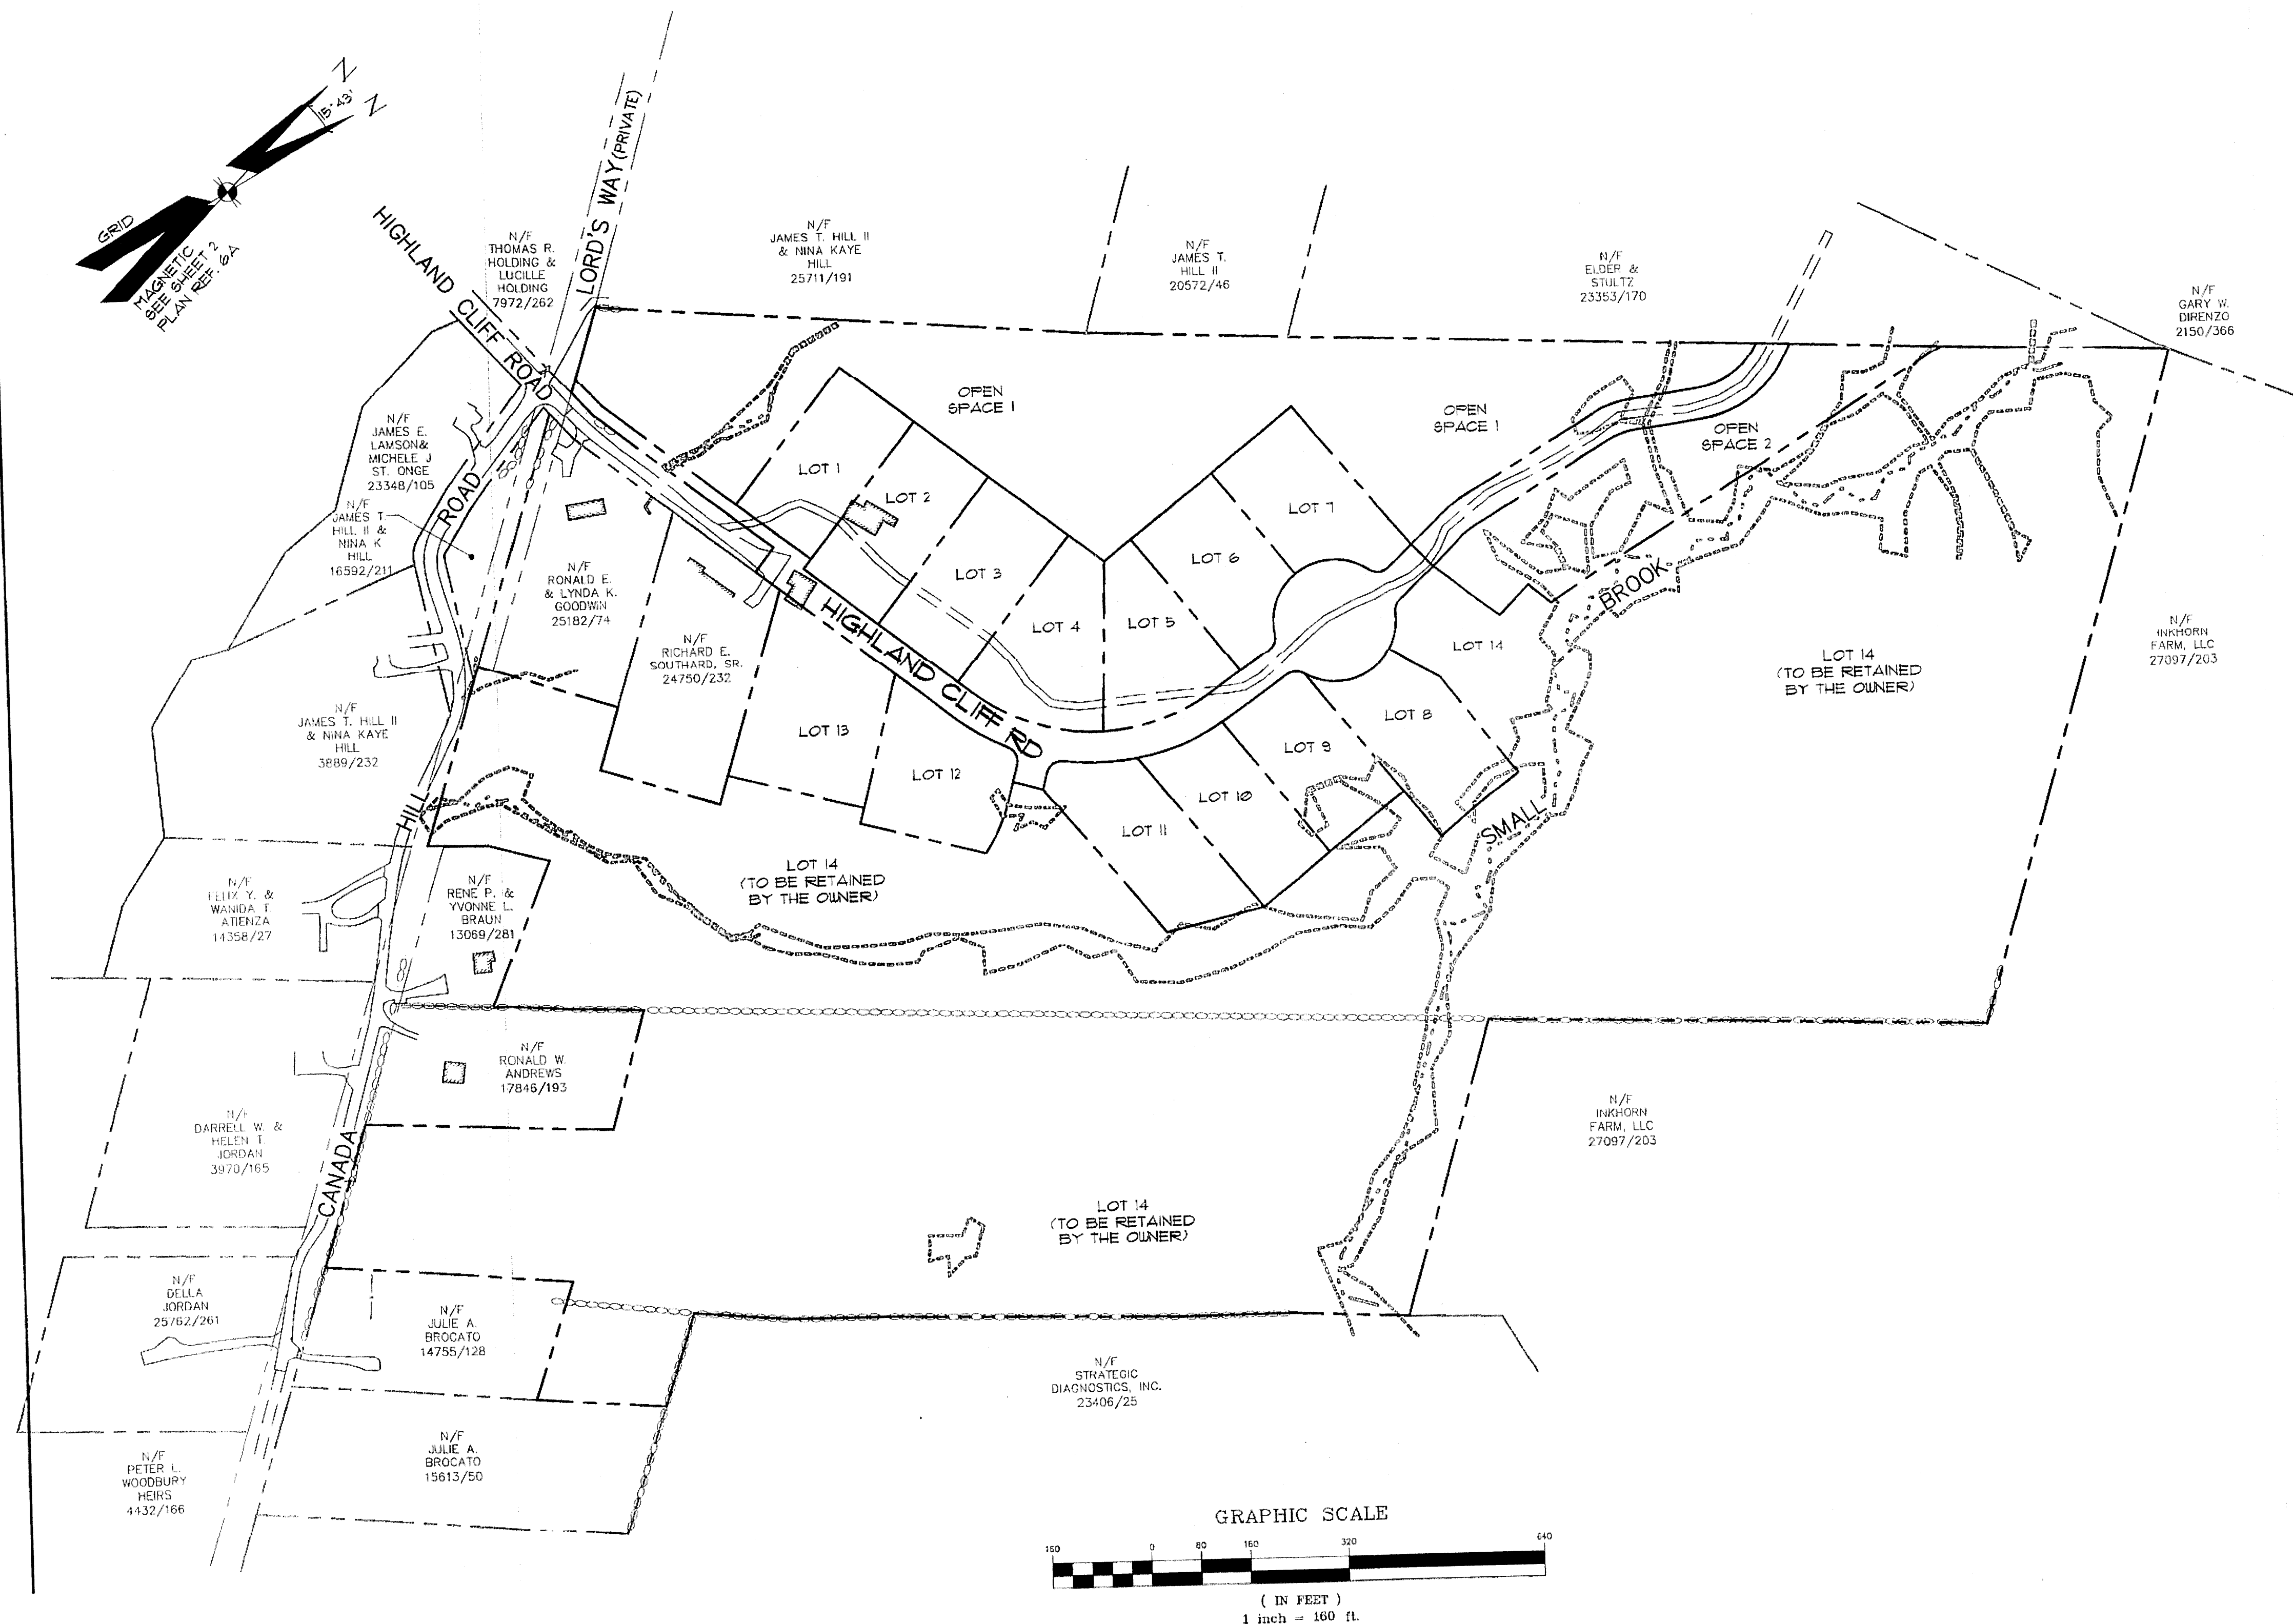 Z
Z
15°43'
GRID
MAGNETIC
SEE SHEET 2
PLAN REF. 6A
HIGHLAND CLIFF ROAD
N/F
THOMAS R.
HOLDING &
LUCILLE
HOLDING
7972/262
LORD'S WAY (PRIVATE)
N/F
JAMES T. HILL II
& NINA KAYE
HILL
25711/191
N/F
JAMES T.
HILL II
20572/46
N/F
ELDER &
STULTZ
23353/170
N/F
GARY W.
DIRENZO
2150/366
N/F
JAMES E.
LAMSON&
MICHELE J
ST. ONGE
23348/105
N/F
JAMES T
HILL II &
NINA K
HILL
16592/211
ROAD
OPEN
SPACE 1
OPEN
SPACE 1
OPEN
SPACE 2
LOT 1
LOT 2
LOT 3
LOT 4
LOT 5
LOT 6
LOT 7
N/F
RONALD E.
& LYNDA K.
GOODWIN
25182/74
N/F
RICHARD E.
SOUTHARD, SR.
24750/232
HIGHLAND CLIFF RD
BROOK
LOT 14
LOT 14
(TO BE RETAINED
BY THE OWNER)
N/F
INKHORN
FARM, LLC
27097/203
N/F
JAMES T. HILL II
& NINA KAYE
HILL
3889/232
LOT 13
LOT 12
LOT 8
LOT 9
LOT 10
LOT 11
SMALL
HILL
LOT 14
(TO BE RETAINED
BY THE OWNER)
N/F
FELIX Y. &
WANIDA T.
ATIENZA
14358/27
N/F
RENE P. &
YVONNE L.
BRAUN
13069/281
N/F
RONALD W.
ANDREWS
17846/193
N/F
DARRELL W. &
HELEN T.
JORDAN
3970/165
CANADA
N/F
INKHORN
FARM, LLC
27097/203
LOT 14
(TO BE RETAINED
BY THE OWNER)
N/F
DELLA
JORDAN
25762/261
N/F
JULIE A.
BROCATO
14755/128
N/F
STRATEGIC
DIAGNOSTICS, INC.
23406/25
N/F
JULIE A.
BROCATO
15613/50
N/F
PETER L.
WOODBURY
HEIRS
4432/166
GRAPHIC SCALE
160 0 80 160 320 640
( IN FEET )
1 inch = 160 ft.